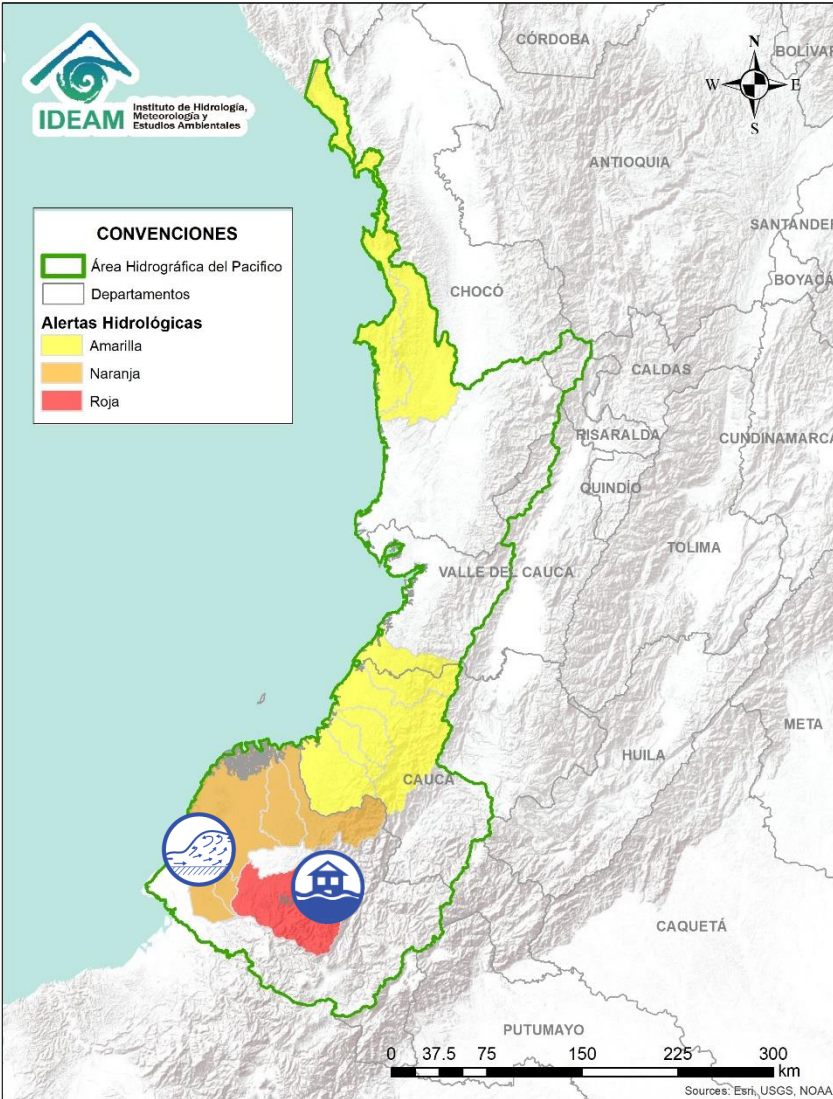 IDEAM
Instituto de Hidrología,
Meteorología y
Estudios Ambientales
N
W
E
S
CONVENCIONES
Área Hidrográfica del Pacifico
Departamentos
Alertas Hidrológicas
Amarilla
Naranja
Roja
CÓRDOBA
BOLÍVAR
ANTIOQUIA
SANTANDER
BOYACÁ
CHOCÓ
CALDAS
RISARALDA
CUNDINAMARCA
QUINDÍO
TOLIMA
VALLE DEL CAUCA
META
HUILA
CAUCA
CAQUETÁ
PUTUMAYO
0 37.5 75 150 225 300
km
Sources: Esri, USGS, NOAA